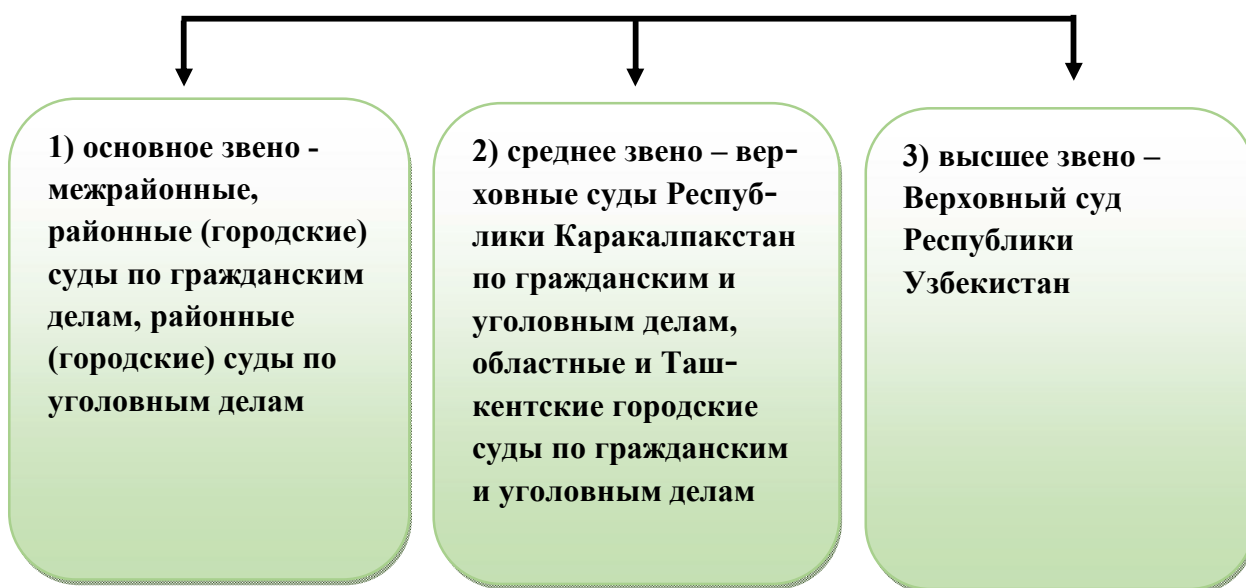 1) основное звено -
межрайонные,
районные (городские)
суды по гражданским
делам, районные
(городские) суды по
уголовным делам
2) среднее звено – вер-
ховные суды Респуб-
лики Каракалпакстан
по гражданским и
уголовным делам,
областные и Таш-
кентские городские
суды по гражданским
и уголовным делам
3) высшее звено –
Верховный суд
Республики
Узбекистан